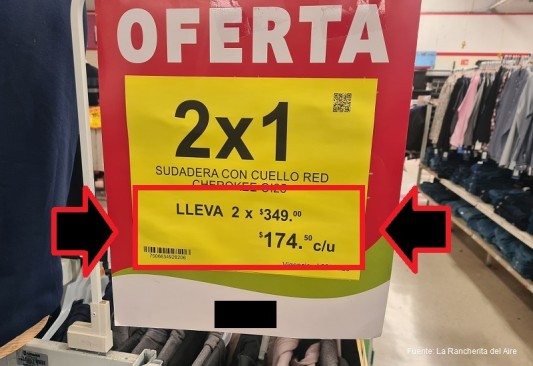 OFERTA
2x1
SUDADERA CON CUELLO RED
CHEROKEE
LLEVA 2 x $349.00
$174.50 c/u
Fuente: La Rancherita del Aire